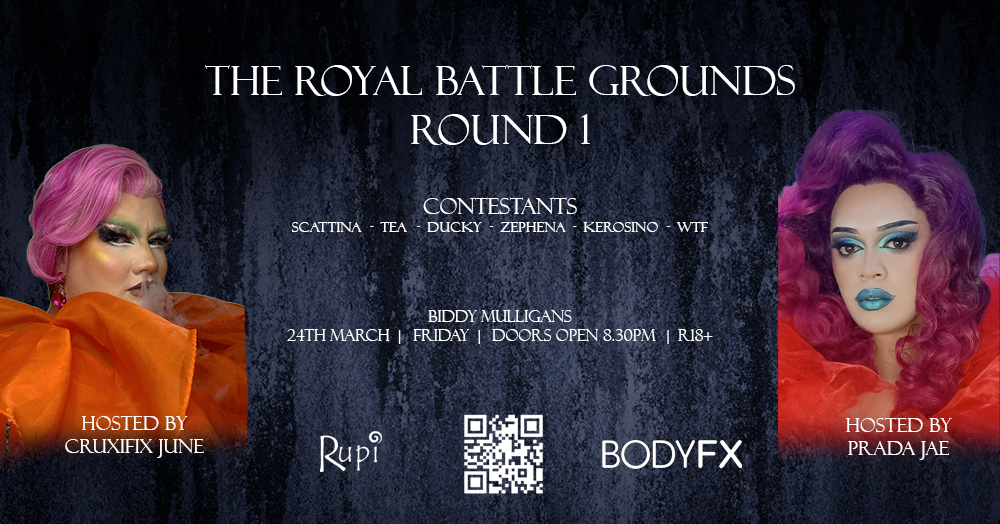 THE ROYAL BATTLE GROUNDS
ROUND 1
CONTESTANTS
SCATTINA - TEA - DUCKY - ZEPHENA - KEROSINO - WTF
BIDDY MULLIGANS
24TH MARCH | FRIDAY | DOORS OPEN 8.30PM | R18+
HOSTED BY
CRUXIFIX JUNE
HOSTED BY
PRADA JAE
Rupi
BODYFX